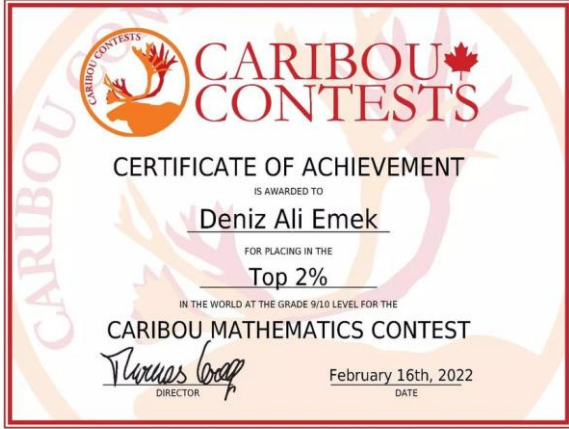 CARIBOU CONTESTS
CARIBOU
CONTESTS
CERTIFICATE OF ACHIEVEMENT
IS AWARDED TO
Deniz Ali Emek
FOR PLACING IN THE
Top 2%
IN THE WORLD AT THE GRADE 9/10 LEVEL FOR THE
CARIBOU MATHEMATICS CONTEST
DIRECTOR
February 16th, 2022
DATE
CARIBOU CO